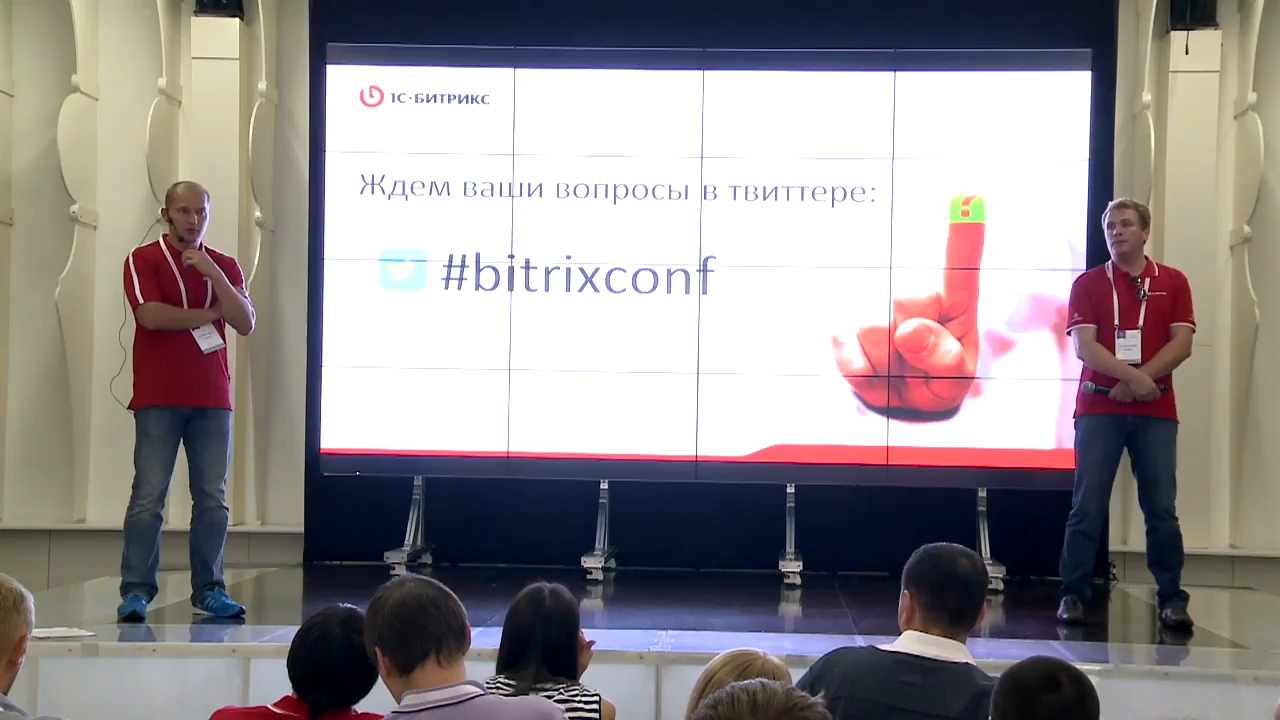 1С-БИТРИКС
Ждем ваши вопросы в твиттере:
?
#bitrixconf